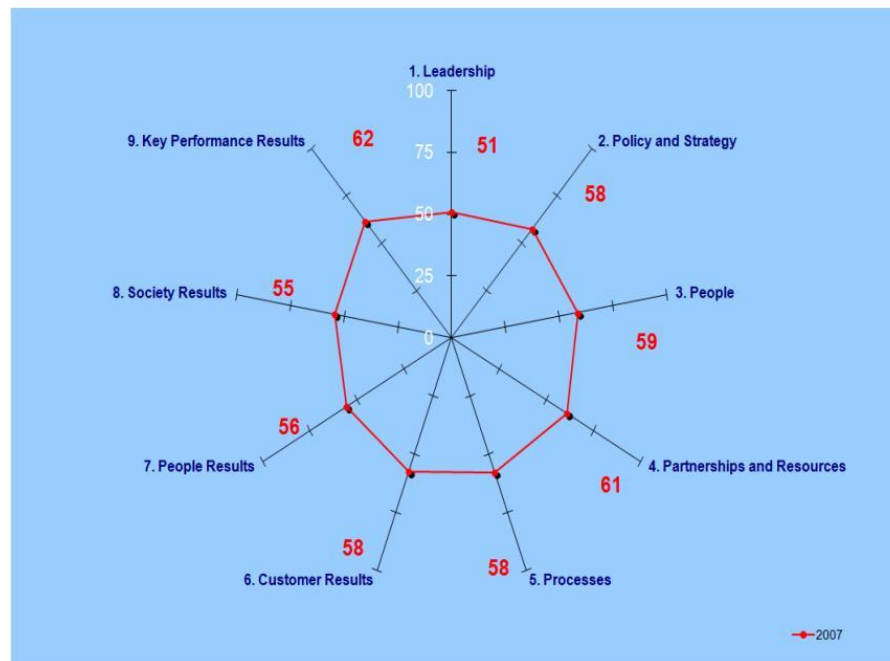 1. Leadership
100
9. Key Performance Results
62
75
51
2. Policy and Strategy
58
50
8. Society Results
55
25
3. People
59
0
56
7. People Results
61
4. Partnerships and Resources
58
6. Customer Results
58
5. Processes
2007